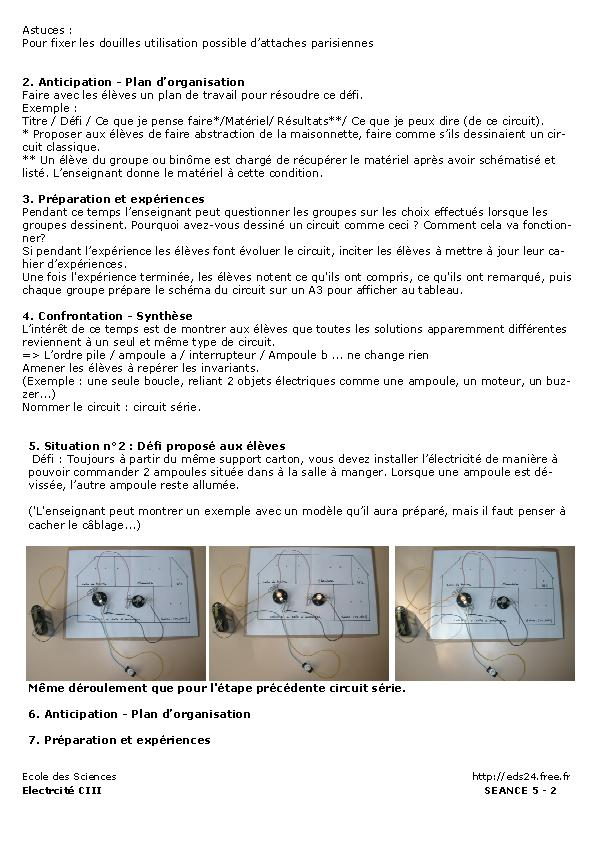 Astuces :
Pour fixer les douilles utilisation possible d’attaches parisiennes
2. Anticipation - Plan d’organisation
Faire avec les élèves un plan de travail pour résoudre ce défi.
Exemple :
Titre / Défi / Ce que je pense faire*/Matériel/ Résultats**/ Ce que je peux dire (de ce circuit).
* Proposer aux élèves de faire abstraction de la maisonnette, faire comme s’ils dessinaient un cir-
cuit classique.
** Un élève du groupe ou binôme est chargé de récupérer le matériel après avoir schématisé et
listé. L’enseignant donne le matériel à cette condition.
3. Préparation et expériences
Pendant ce temps l’enseignant peut questionner les groupes sur les choix effectués lorsque les
groupes dessinent. Pourquoi avez-vous dessiné un circuit comme ceci ? Comment cela va fonction-
ner?
Si pendant l’expérience les élèves font évoluer le circuit, inciter les élèves à mettre à jour leur ca-
hier d’expériences.
Une fois l'expérience terminée, les élèves notent ce qu'ils ont compris, ce qu'ils ont remarqué, puis
chaque groupe prépare le schéma du circuit sur un A3 pour afficher au tableau.
4. Confrontation - Synthèse
L’intérêt de ce temps est de montrer aux élèves que toutes les solutions apparemment différentes
reviennent à un seul et même type de circuit.
=> L’ordre pile / ampoule a / interrupteur / Ampoule b ... ne change rien
Amener les élèves à repérer les invariants.
(Exemple : une seule boucle, reliant 2 objets électriques comme une ampoule, un moteur, un buz-
zer...)
Nommer le circuit : circuit série.
5. Situation n°2 : Défi proposé aux élèves
Défi : Toujours à partir du même support carton, vous devez installer l’électricité de manière à
pouvoir commander 2 ampoules située dans à la salle à manger. Lorsque une ampoule est dé-
vissée, l’autre ampoule reste allumée.
('L'enseignant peut montrer un exemple avec un modèle qu’il aura préparé, mais il faut penser à
cacher le câblage...)
Même déroulement que pour l'étape précédente circuit série.
6. Anticipation - Plan d’organisation
7. Préparation et expériences
Ecole des Sciences
http://eds24.free.fr
Electrcité CIII
SEANCE 5 - 2